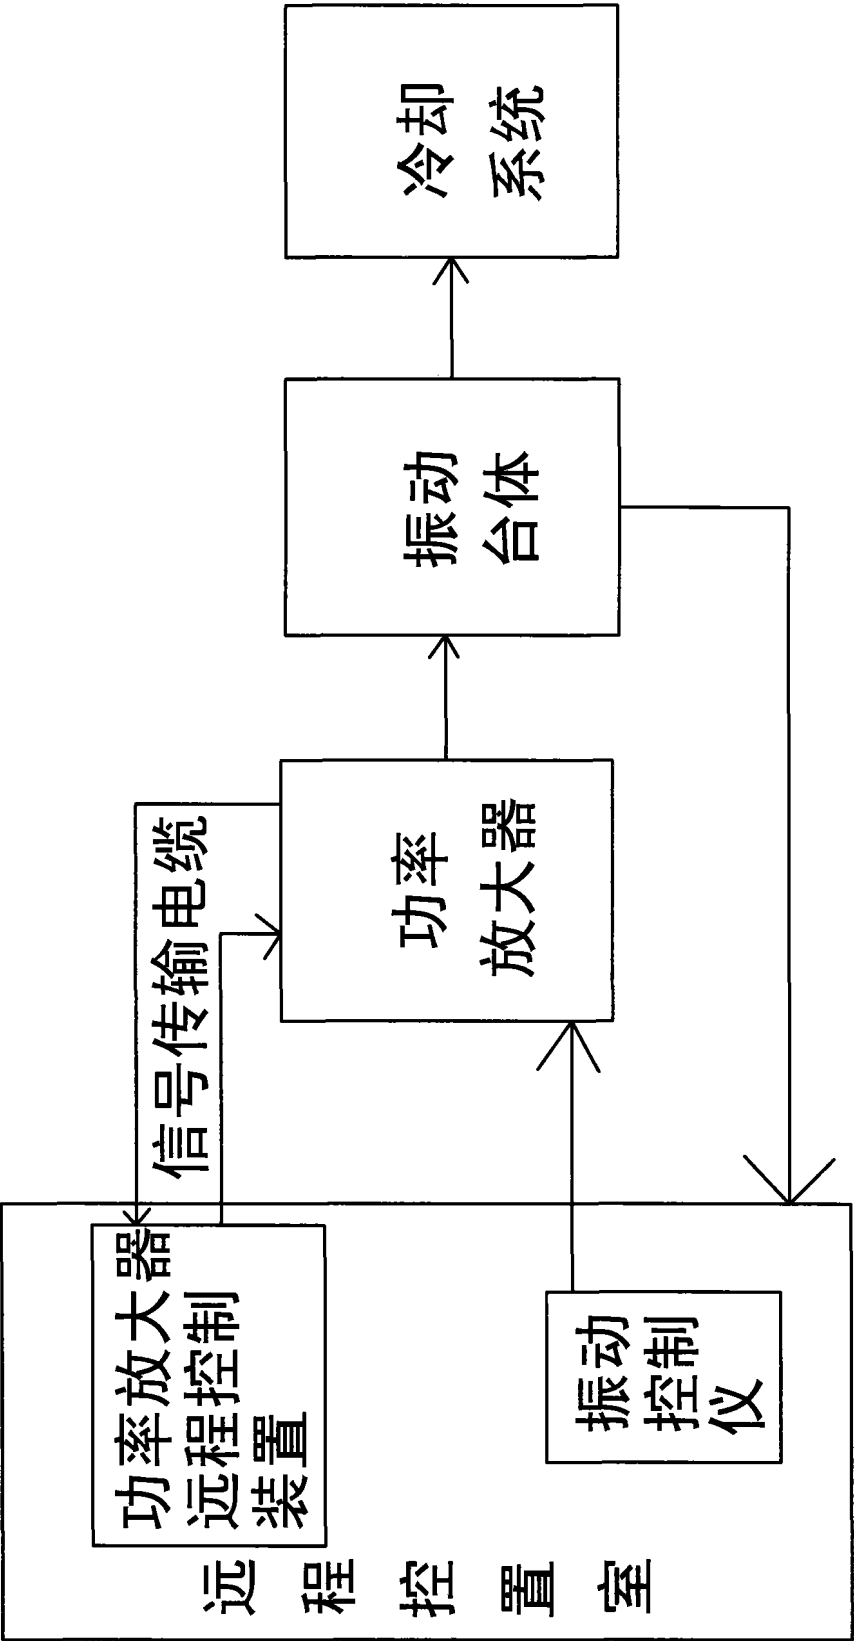 功率放大器
远程控制
装置
振动
控制
仪
远程控置室
信号传输电缆
功率
放大器
振动
台体
冷却
系统